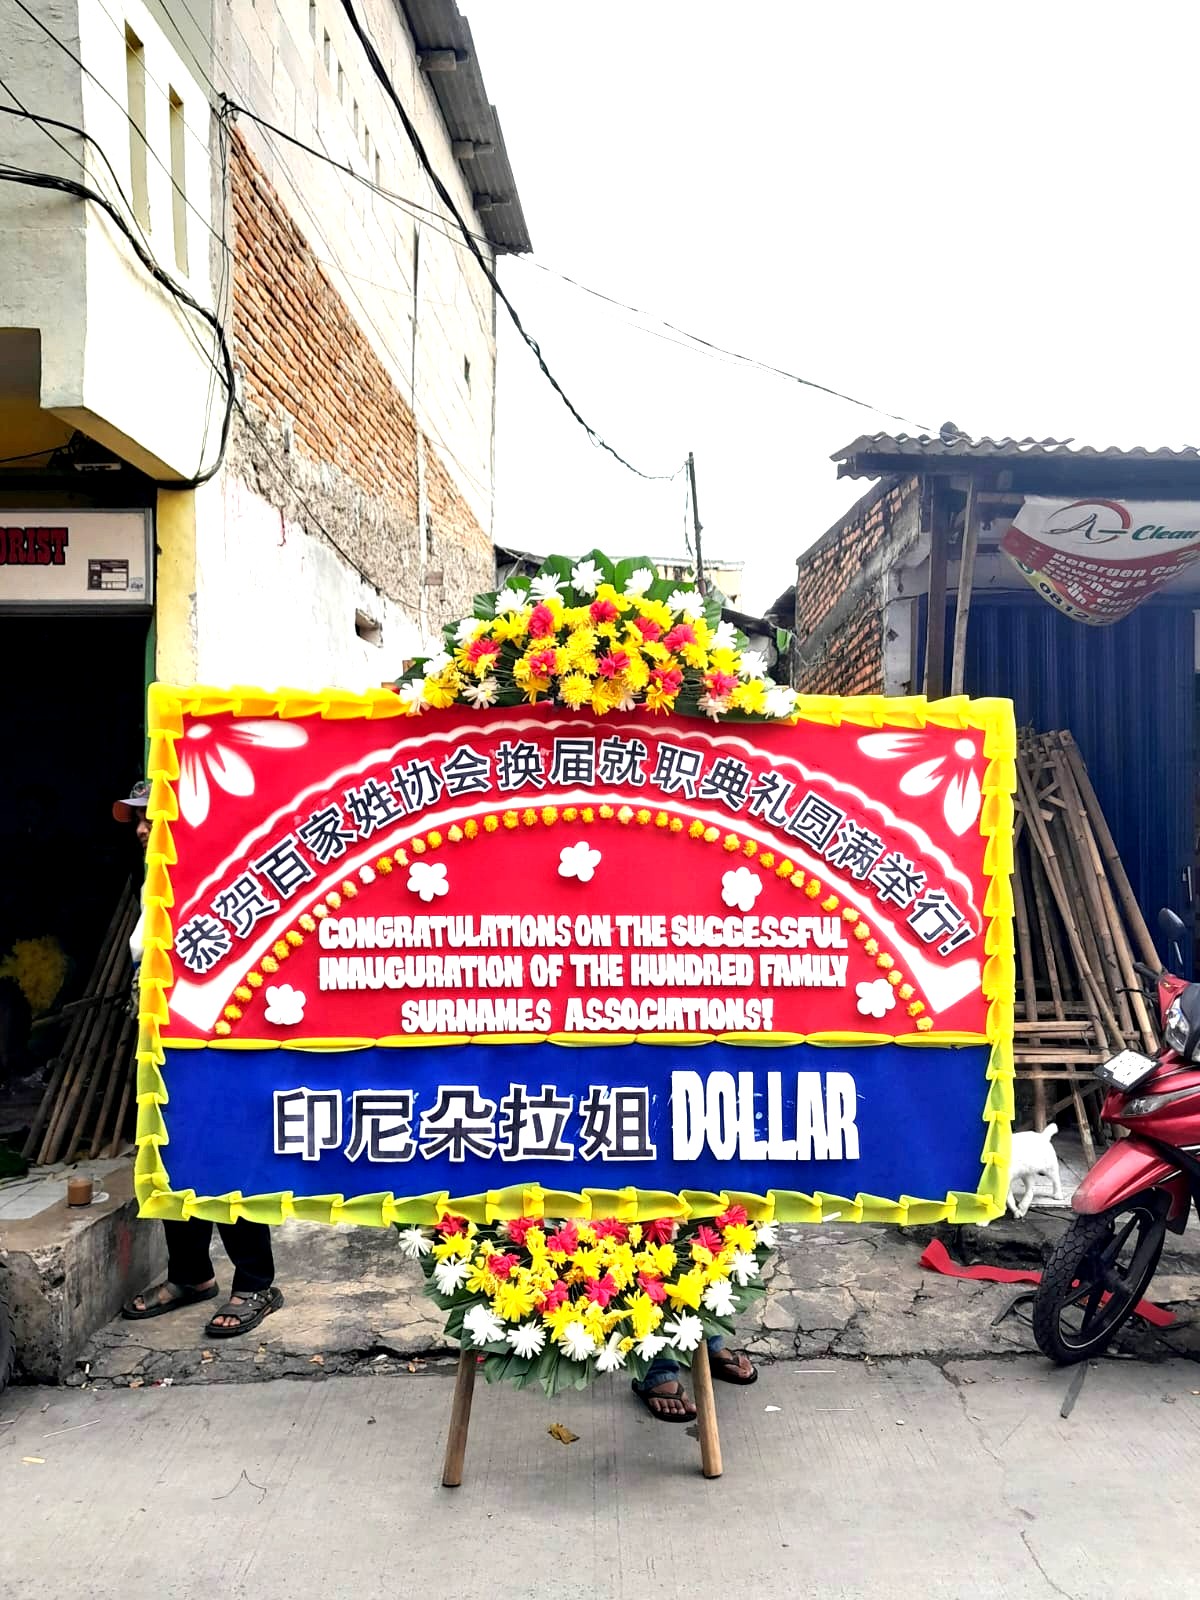 ORIST
A-Clean
恭贺百家姓协会换届就职典礼圆满举行!
CONGRATULATIONS ON THE SUCCESSFUL
INAUGURATION OF THE HUNDRED FAMILY
SURNAMES ASSOCIATIONS!
印尼朵拉姐 DOLLAR